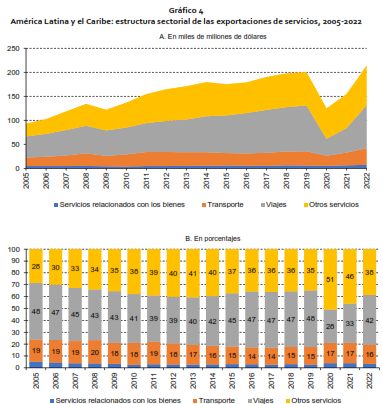 Gráfico 4
América Latina y el Caribe: estructura sectorial de las exportaciones de servicios, 2005-2022
A. En miles de millones de dólares
250
200
150
100
50
0
2005 2006 2007 2008 2009 2010 2011 2012 2013 2014 2015 2016 2017 2018 2019 2020 2021 2022
Servicios relacionados con los bienes Transporte Viajes Otros servicios
B. En porcentajes
100
90
80
70
60
50
40
30
20
10
0
28 30 33 34 35 38 39 40 41 40 37 36 36 36 35 51 46 38
48 47 45 43 43 41 39 39 40 42 45 47 47 47 48 28 33 42
19 19 19 20 18 18 19 18 17 16 15 14 14 15 15 17 17 16
2005 2006 2007 2008 2009 2010 2011 2012 2013 2014 2015 2016 2017 2018 2019 2020 2021 2022
Servicios relacionados con los bienes Transporte Viajes Otros servicios